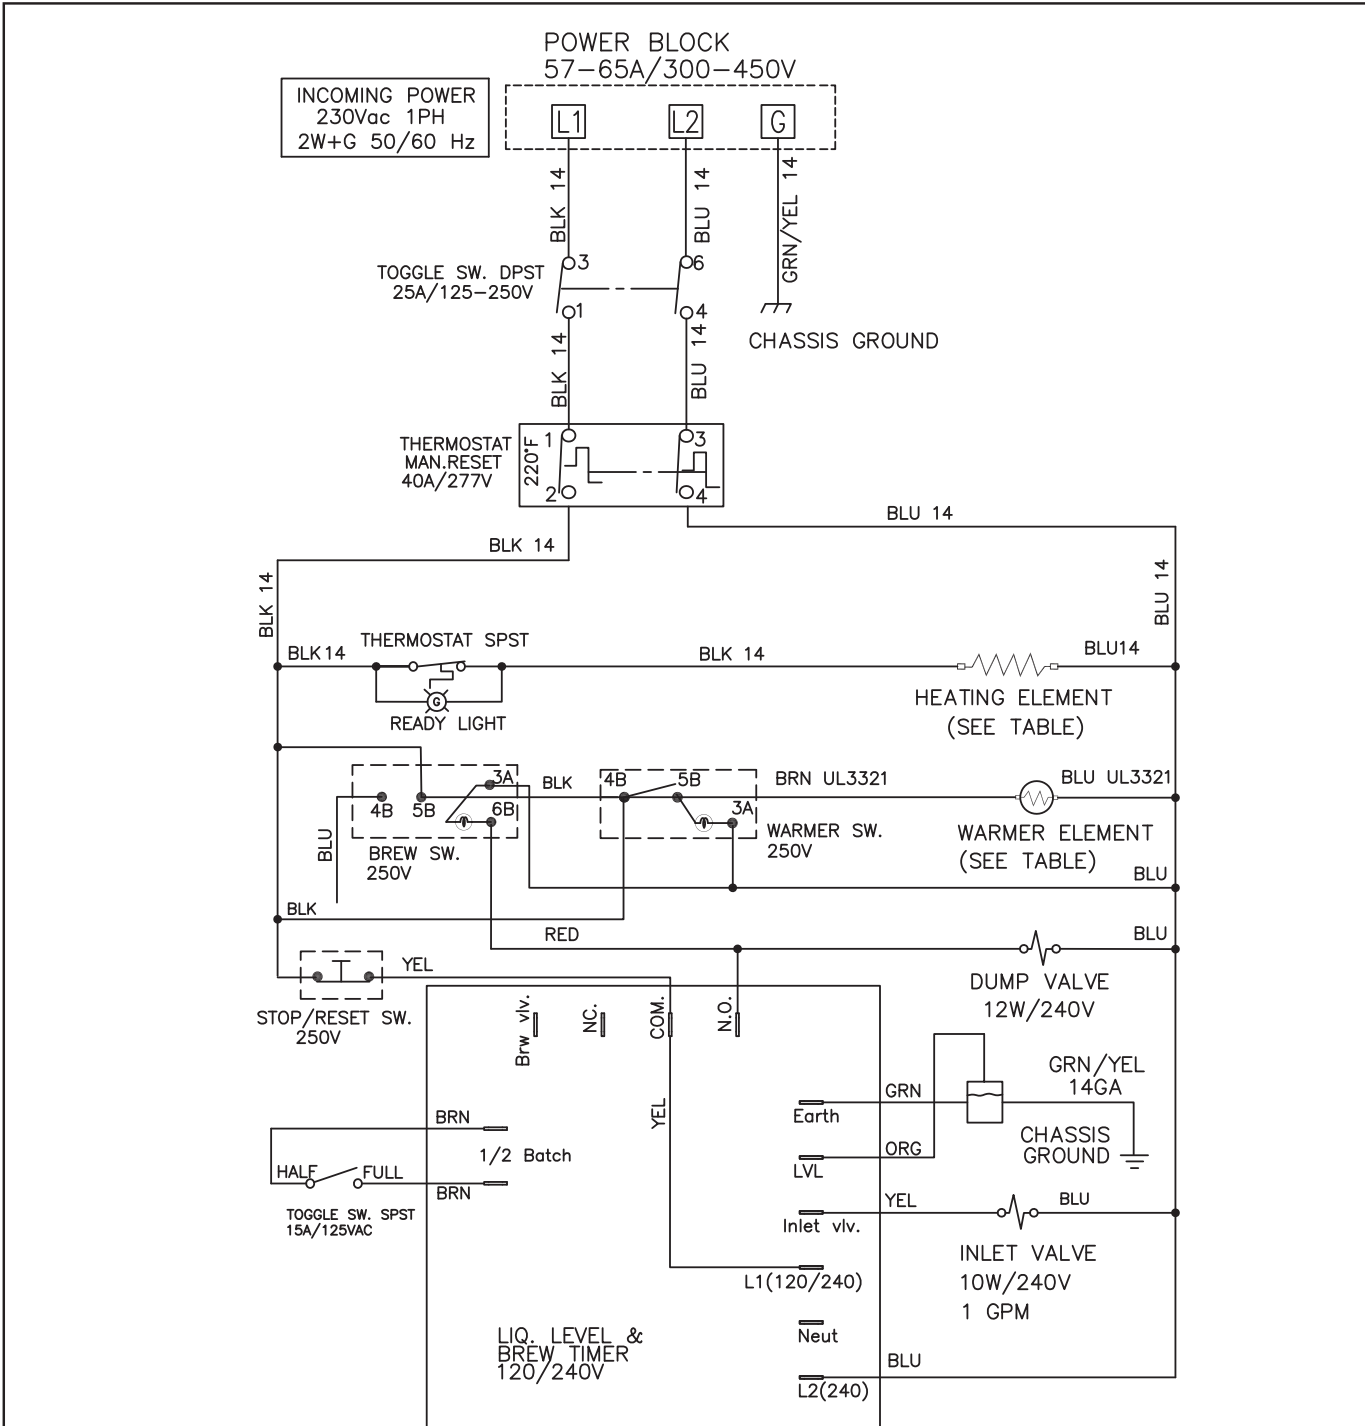 POWER BLOCK
57-65A/300-450V
INCOMING POWER
230Vac 1PH
2W+G 50/60 Hz
L1
L2
G
BLK 14
BLU 14
GRN/YEL 14
TOGGLE SW. DPST
25A/125-250V
3
6
1
4
CHASSIS GROUND
BLK 14
BLU 14
THERMOSTAT
MAN.RESET
40A/277V
220°F
1
3
2
4
BLU 14
BLK 14
BLK 14
BLU 14
THERMOSTAT SPST
BLK14
BLK 14
BLU14
G
READY LIGHT
HEATING ELEMENT
(SEE TABLE)
3A
BLK
4B
5B
BRN UL3321
BLU UL3321
4B
5B
6B
3A
BLU
BREW SW.
250V
WARMER SW.
250V
WARMER ELEMENT
(SEE TABLE)
BLU
BLK
RED
BLU
YEL
DUMP VALVE
12W/240V
STOP/RESET SW.
250V
Brw vlv.
NC.
COM.
N.O.
GRN/YEL
14GA
GRN
Earth
YEL
BRN
1/2 Batch
CHASSIS
GROUND
ORG
LVL
HALF
FULL
BRN
YEL
BLU
TOGGLE SW. SPST
15A/125VAC
Inlet vlv.
INLET VALVE
10W/240V
1 GPM
L1(120/240)
LIQ. LEVEL &
BREW TIMER
120/240V
Neut
BLU
L2(240)